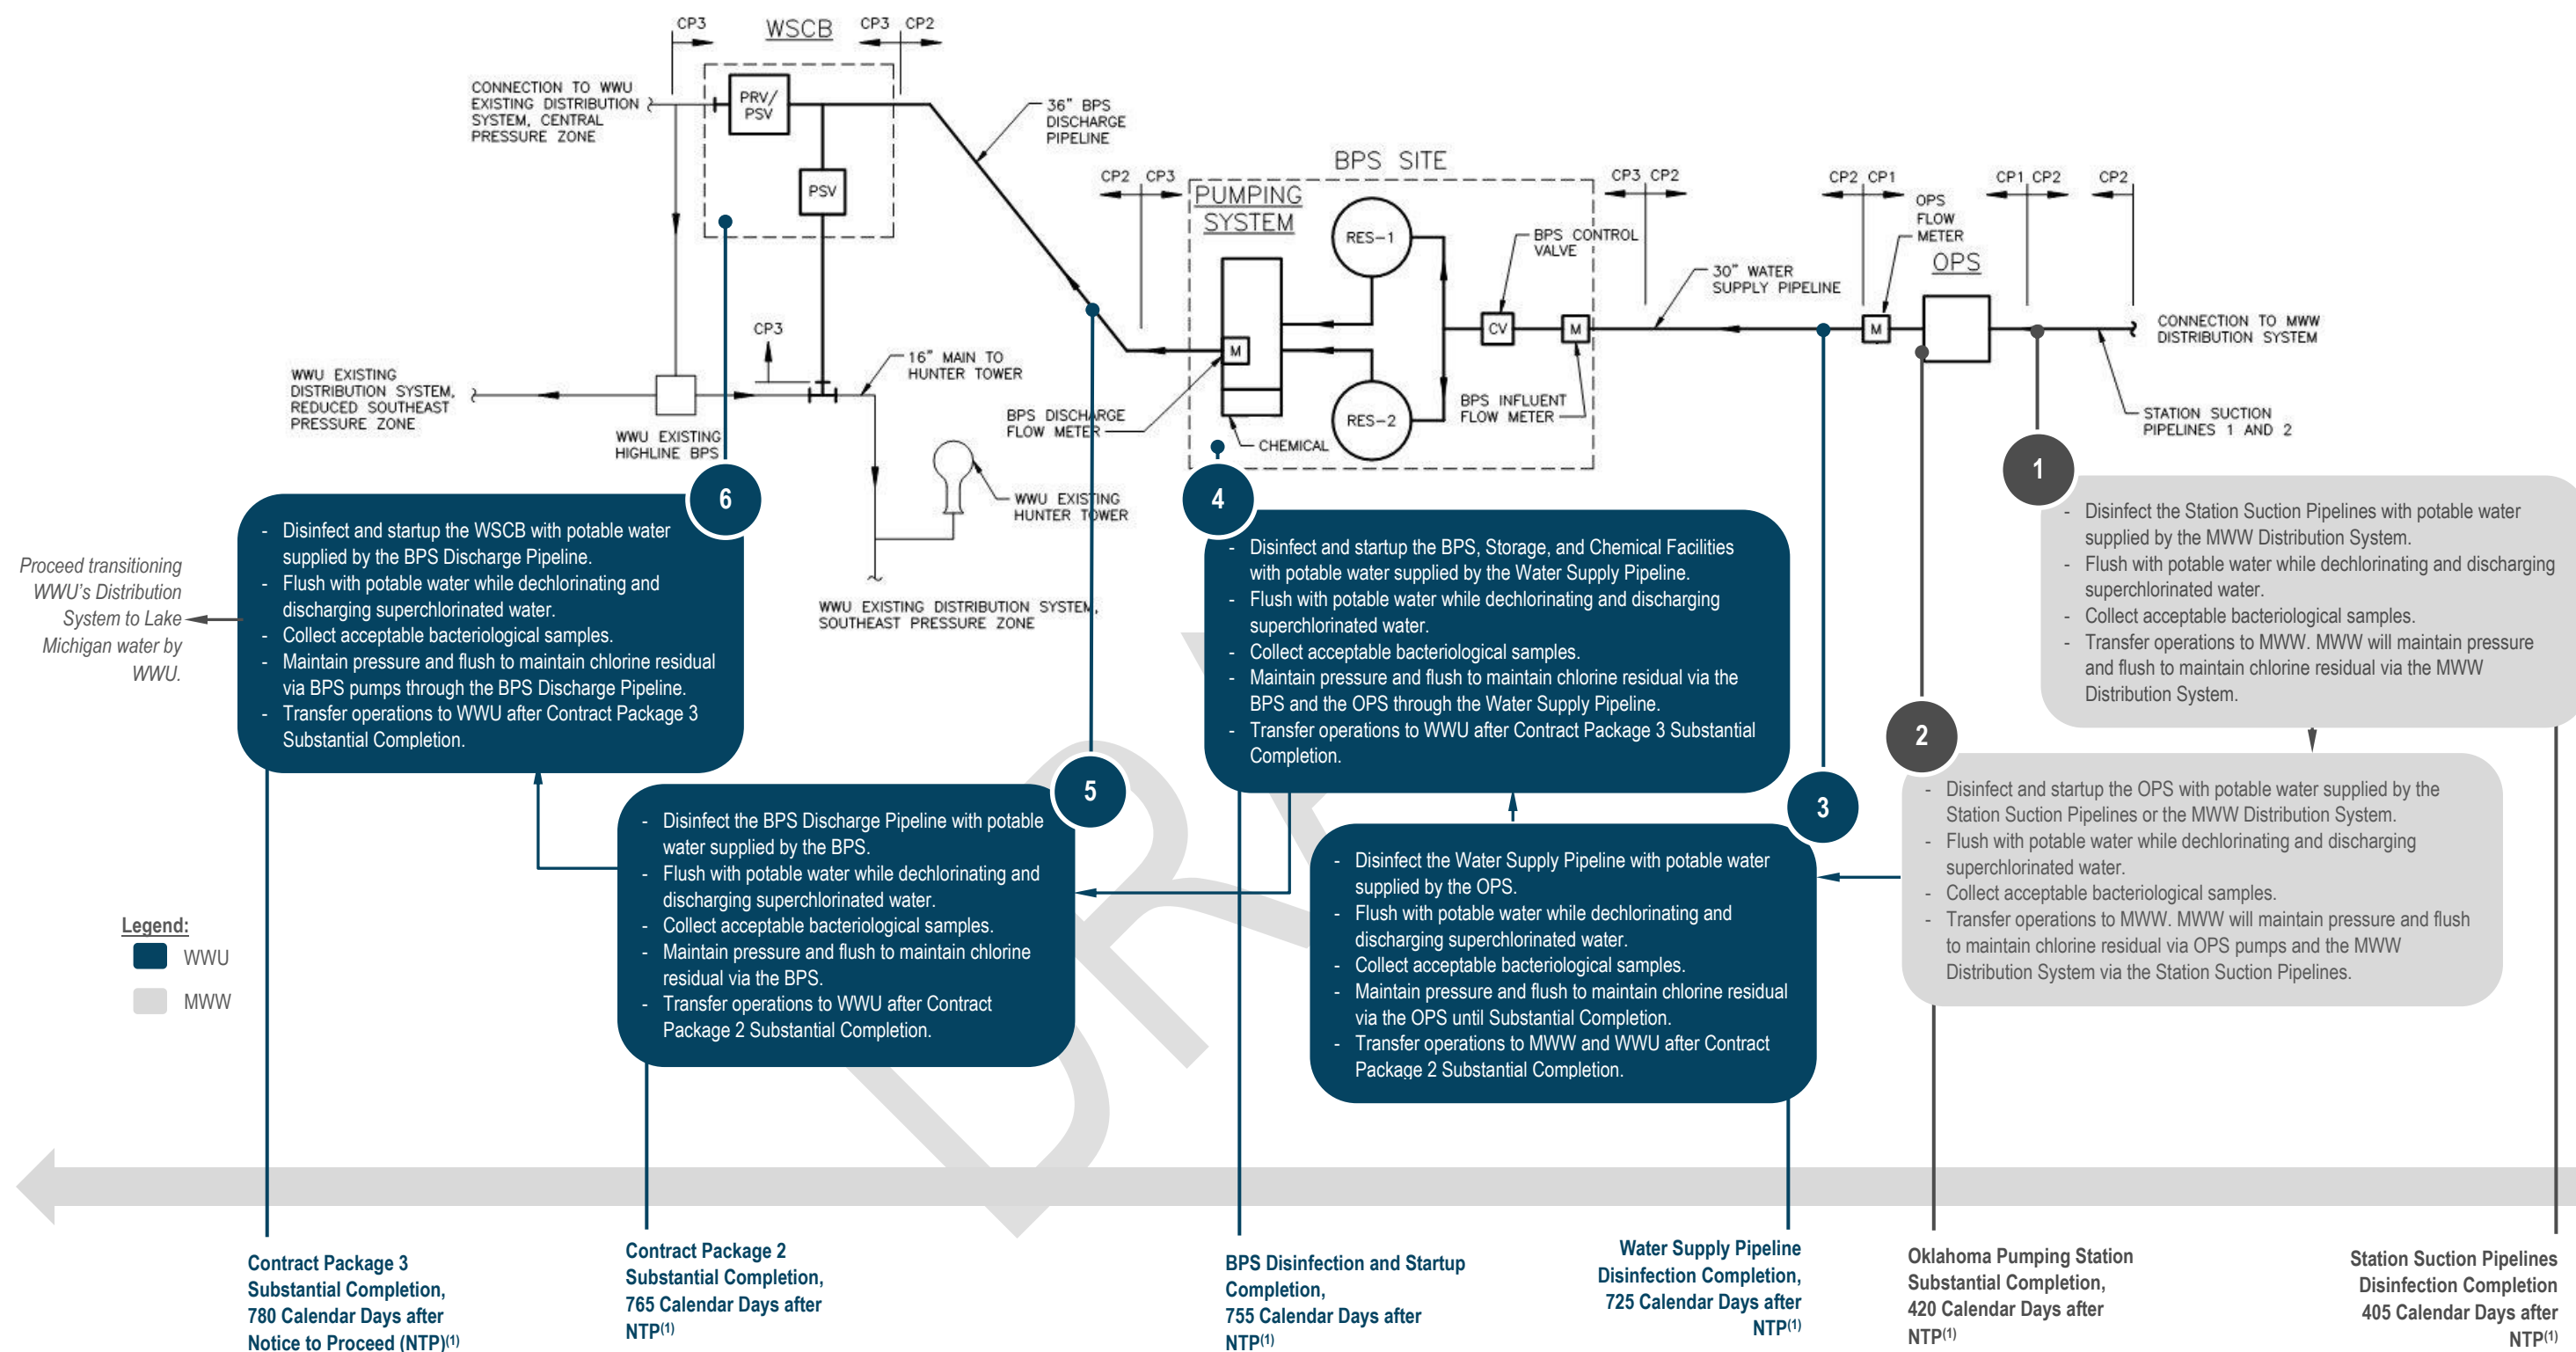 CP3
WSCB
CP3 CP2
CONNECTION TO WWU
EXISTING DISTRIBUTION
SYSTEM, CENTRAL
PRESSURE ZONE
PRV/
PSV
PSV
36" BPS
DISCHARGE
PIPELINE
CP2 CP3
BPS SITE
PUMPING
SYSTEM
RES-1
RES-2
M
CV
M
BPS CONTROL
VALVE
BPS INFLUENT
FLOW METER
BPS DISCHARGE
FLOW METER
CHEMICAL
CP3 CP2
30" WATER
SUPPLY PIPELINE
CP2 CP1
OPS
FLOW
METER
M
OPS
CP1 CP2
CP2
CONNECTION TO MWW
DISTRIBUTION SYSTEM
STATION SUCTION
PIPELINES 1 AND 2
CP3
16" MAIN TO
HUNTER TOWER
WWU EXISTING
DISTRIBUTION SYSTEM,
REDUCED SOUTHEAST
PRESSURE ZONE
WWU EXISTING
HIGHLINE BPS
WWU EXISTING
HUNTER TOWER
WWU EXISTING DISTRIBUTION SYSTEM,
SOUTHEAST PRESSURE ZONE
1
- Disinfect the Station Suction Pipelines with potable water
supplied by the MWW Distribution System.
- Flush with potable water while dechlorinating and discharging
superchlorinated water.
- Collect acceptable bacteriological samples.
- Transfer operations to MWW. MWW will maintain pressure
and flush to maintain chlorine residual via the MWW
Distribution System.
2
- Disinfect and startup the OPS with potable water supplied by the
Station Suction Pipelines or the MWW Distribution System.
- Flush with potable water while dechlorinating and discharging
superchlorinated water.
- Collect acceptable bacteriological samples.
- Transfer operations to MWW. MWW will maintain pressure and flush
to maintain chlorine residual via OPS pumps and the MWW
Distribution System via the Station Suction Pipelines.
3
- Disinfect the Water Supply Pipeline with potable water
supplied by the OPS.
- Flush with potable water while dechlorinating and
discharging superchlorinated water.
- Collect acceptable bacteriological samples.
- Maintain pressure and flush to maintain chlorine residual
via the OPS until Substantial Completion.
- Transfer operations to MWW and WWU after Contract
Package 2 Substantial Completion.
4
- Disinfect and startup the BPS, Storage, and Chemical Facilities
with potable water supplied by the Water Supply Pipeline.
- Flush with potable water while dechlorinating and discharging
superchlorinated water.
- Collect acceptable bacteriological samples.
- Maintain pressure and flush to maintain chlorine residual via the
BPS and the OPS through the Water Supply Pipeline.
- Transfer operations to WWU after Contract Package 3 Substantial
Completion.
5
- Disinfect the BPS Discharge Pipeline with potable
water supplied by the BPS.
- Flush with potable water while dechlorinating and
discharging superchlorinated water.
- Collect acceptable bacteriological samples.
- Maintain pressure and flush to maintain chlorine
residual via the BPS.
- Transfer operations to WWU after Contract
Package 2 Substantial Completion.
6
- Disinfect and startup the WSCB with potable water
supplied by the BPS Discharge Pipeline.
- Flush with potable water while dechlorinating and
discharging superchlorinated water.
- Collect acceptable bacteriological samples.
- Maintain pressure and flush to maintain chlorine residual
via BPS pumps through the BPS Discharge Pipeline.
- Transfer operations to WWU after Contract Package 3
Substantial Completion.
Proceed transitioning
WWU's Distribution
System to Lake
Michigan water by
WWU.
Legend:
WWU
MWW
Contract Package 3
Substantial Completion,
780 Calendar Days after
Notice to Proceed (NTP)(1)
Contract Package 2
Substantial Completion,
765 Calendar Days after
NTP(1)
BPS Disinfection and Startup
Completion,
755 Calendar Days after
NTP(1)
Water Supply Pipeline
Disinfection Completion,
725 Calendar Days after
NTP(1)
Oklahoma Pumping Station
Substantial Completion,
420 Calendar Days after
NTP(1)
Station Suction Pipelines
Disinfection Completion
405 Calendar Days after
NTP(1)